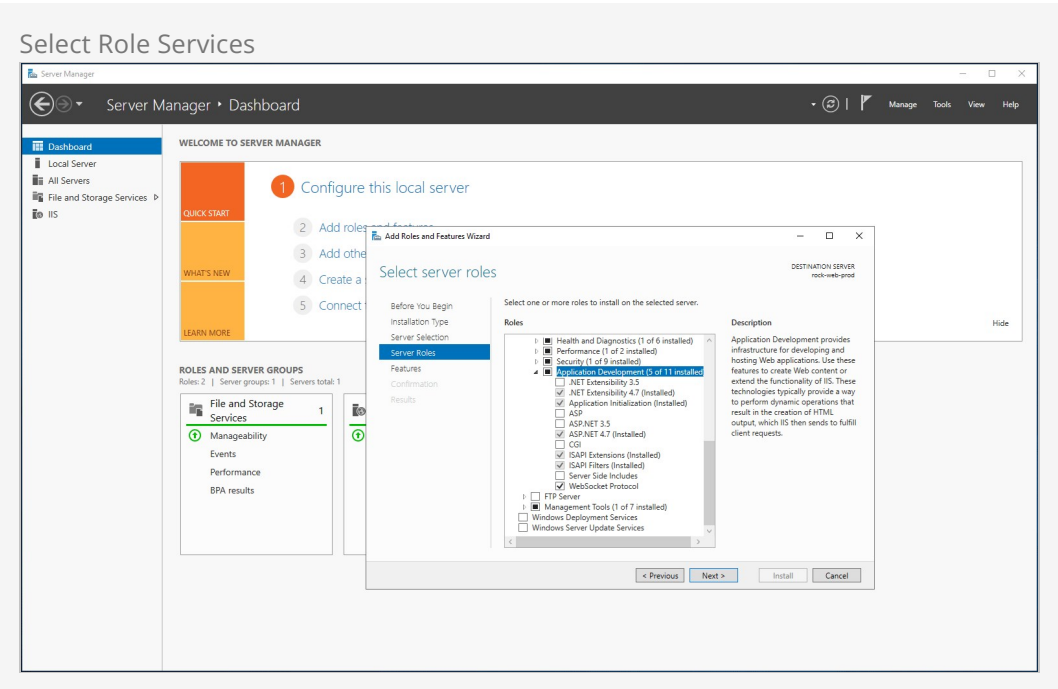 Select Role Services
Server Manager
Server Manager • Dashboard
Manage Tools View Help
Dashboard
Local Server
All Servers
File and Storage Services
IIS
WELCOME TO SERVER MANAGER
QUICK START
WHAT'S NEW
LEARN MORE
1 Configure this local server
2 Add roles and features
3 Add othe
4 Create a
5 Connect
Hide
ROLES AND SERVER GROUPS
Roles: 2 | Server groups: 1 | Servers total: 1
File and Storage Services 1
Manageability
Events
Performance
BPA results
Add Roles and Features Wizard
Select server roles
DESTINATION SERVER
rock-web-prod
Before You Begin
Installation Type
Server Selection
Server Roles
Features
Confirmation
Results
Select one or more roles to install on the selected server.
Roles
Health and Diagnostics (1 of 6 installed)
Performance (1 of 2 installed)
Security (1 of 9 installed)
Application Development (5 of 11 installed
.NET Extensibility 3.5
.NET Extensibility 4.7 (Installed)
Application Initialization (Installed)
ASP
ASP.NET 3.5
ASP.NET 4.7 (Installed)
CGI
ISAPI Extensions (Installed)
ISAPI Filters (Installed)
Server Side Includes
WebSocket Protocol
FTP Server
Management Tools (1 of 7 installed)
Windows Deployment Services
Windows Server Update Services
Description
Application Development provides
infrastructure for developing and
hosting Web applications. Use these
features to create Web content or
extend the functionality of IIS. These
technologies typically provide a way
to perform dynamic operations that
result in the creation of HTML
output, which IIS then sends to fulfill
client requests.
< Previous Next > Install Cancel